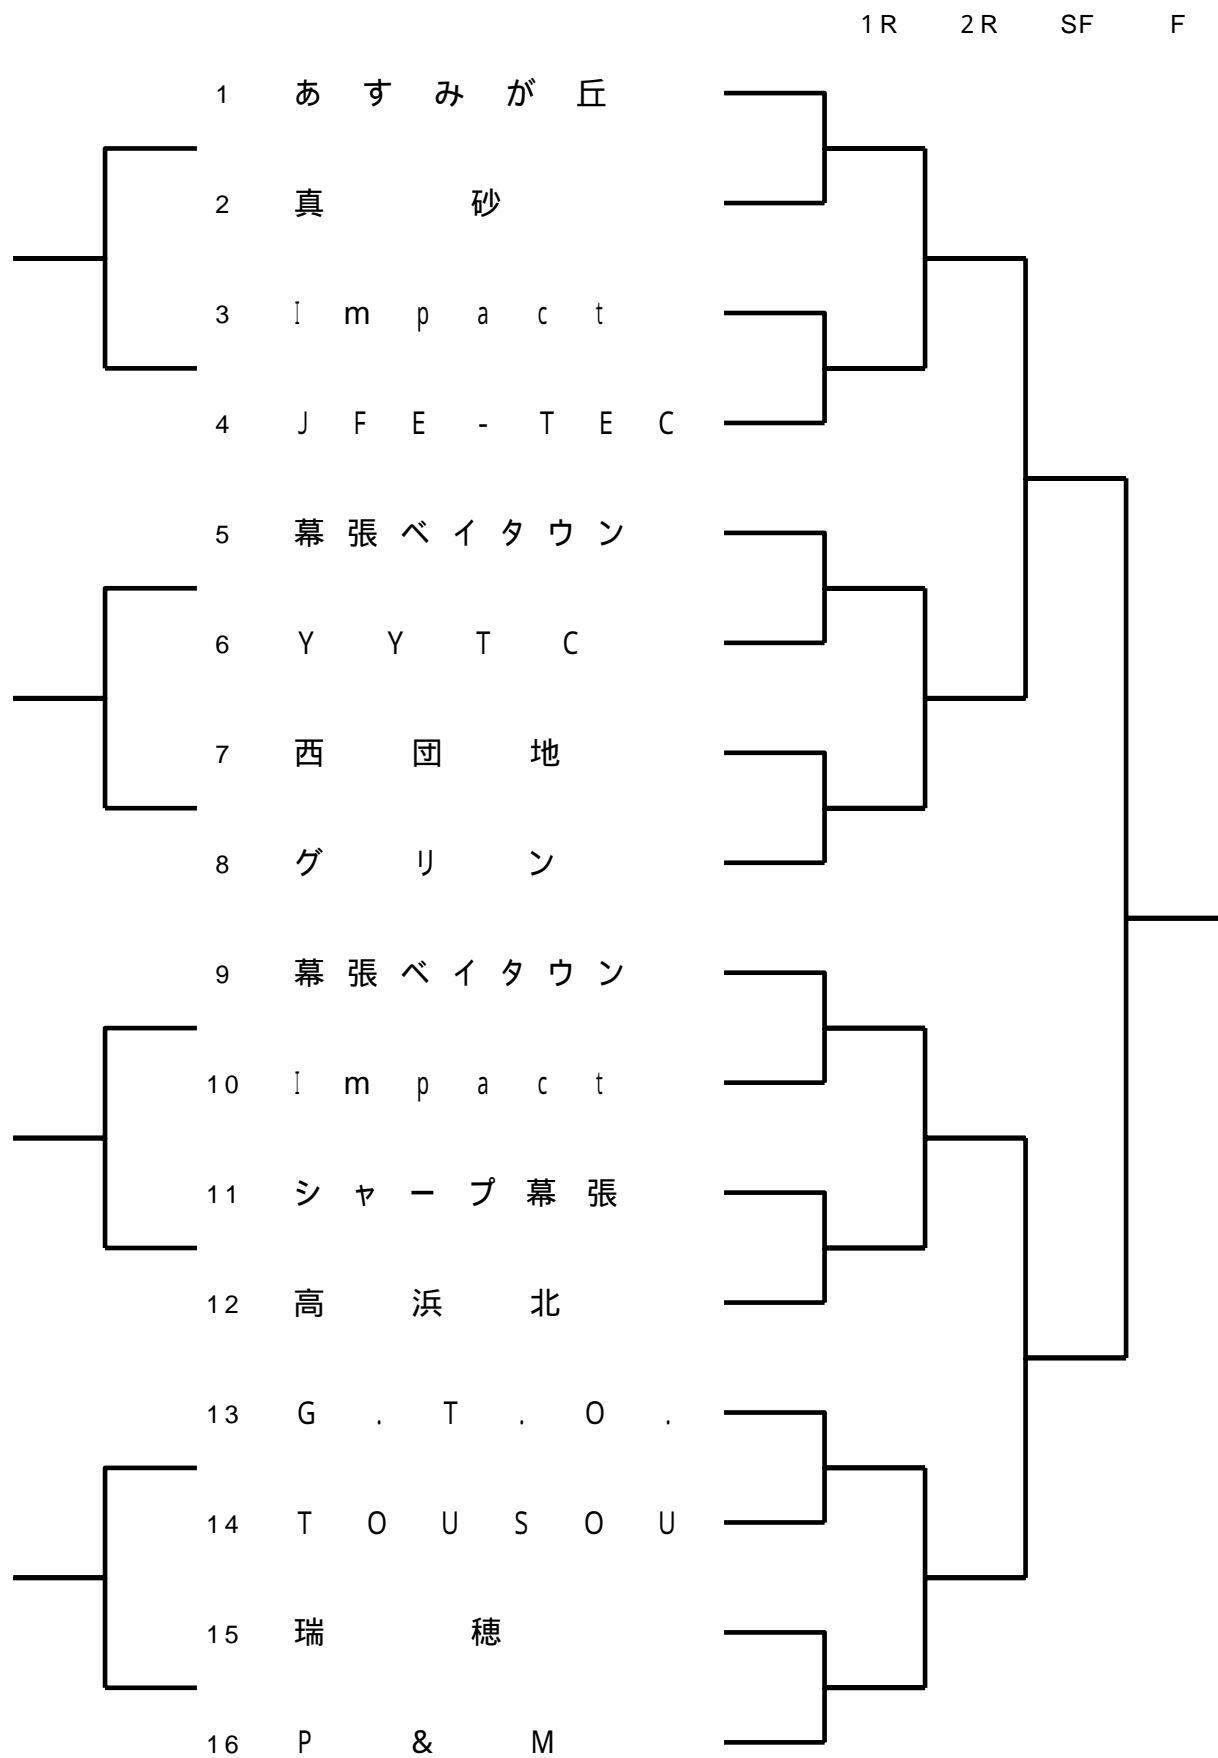 1R 2R SF F
1 あすみが丘
2 真砂
3 Impact
4 JFE-TEC
5 幕張ベイタウン
6 YYTC
7 西団地
8 グリン
9 幕張ベイタウン
10 Impact
11 シャープ幕張
12 高浜北
13 G.T.O.
14 TOUSOU
15 瑞穂
16 P&M